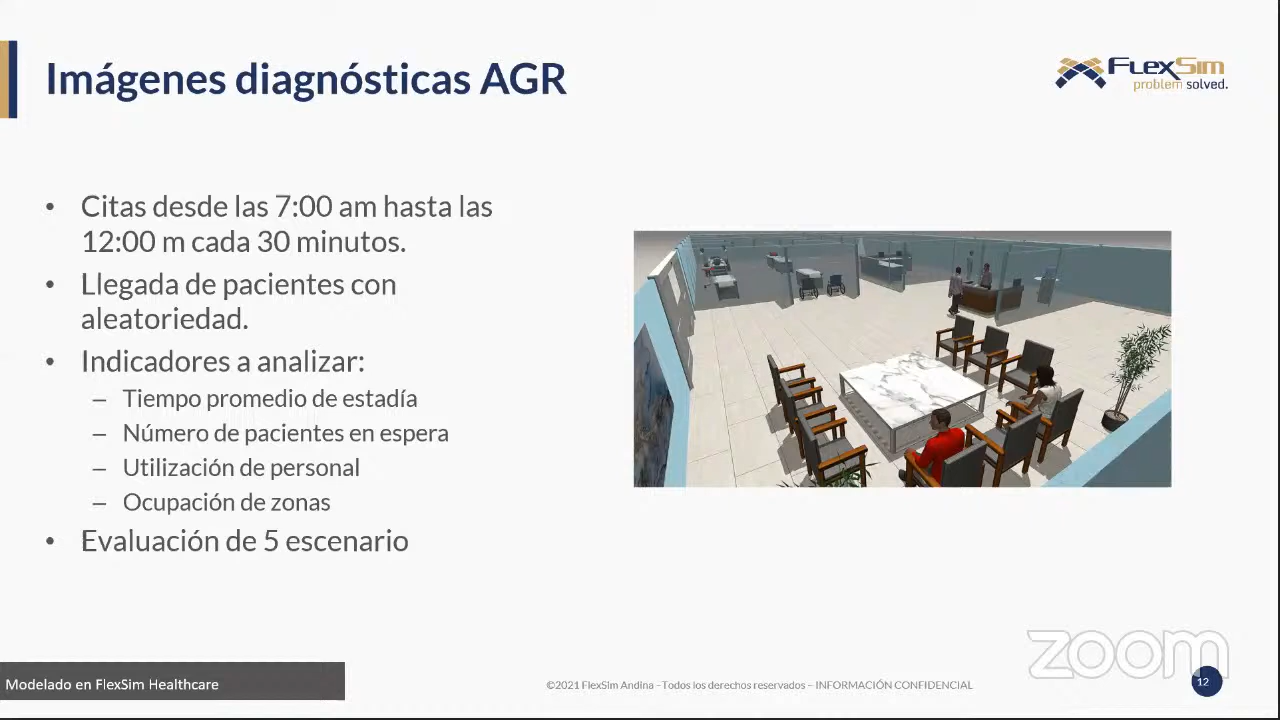 Imágenes diagnósticas AGR
FlexSim
problem solved.
• Citas desde las 7:00 am hasta las
12:00 m cada 30 minutos.
• Llegada de pacientes con
aleatoriedad.
• Indicadores a analizar:
– Tiempo promedio de estadía
– Número de pacientes en espera
– Utilización de personal
– Ocupación de zonas
• Evaluación de 5 escenario
zoom
Modelado en FlexSim Healthcare
©2021 FlexSim Andina –Todos los derechos reservados – INFORMACIÓN CONFIDENCIAL
12